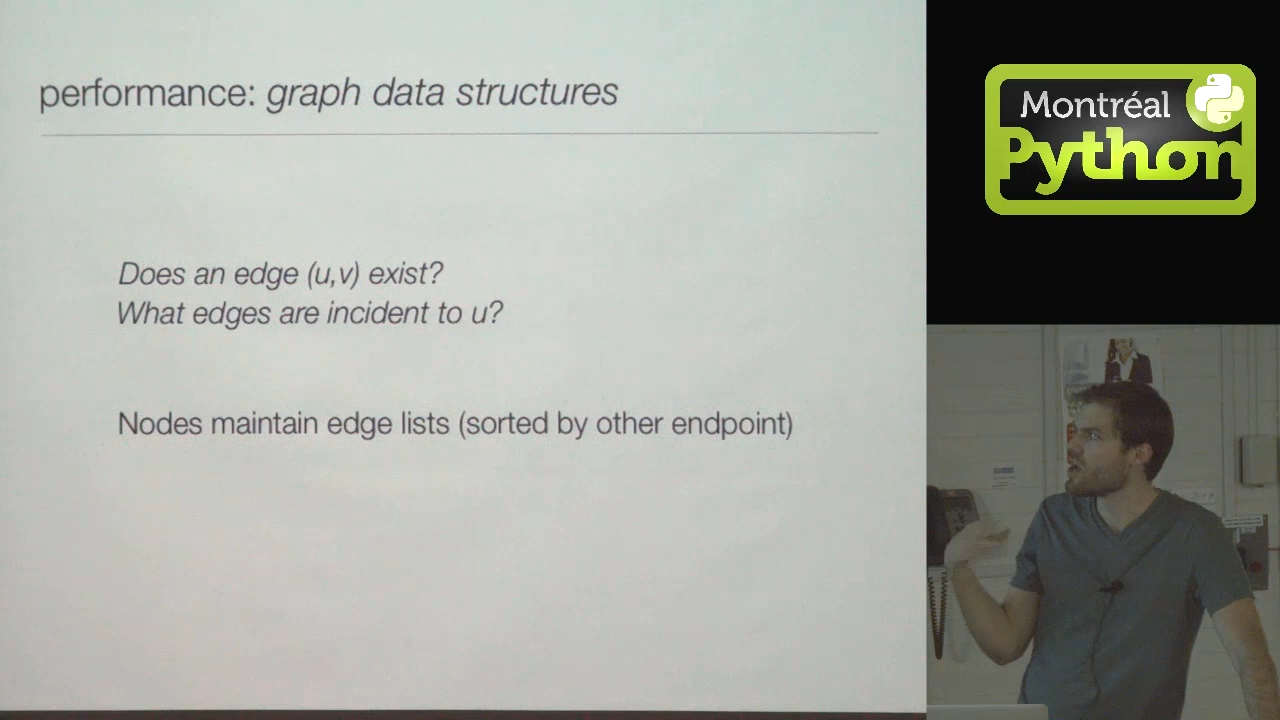 performance: graph data structures
Does an edge (u,v) exist?
What edges are incident to u?
Nodes maintain edge lists (sorted by other endpoint)
Montréal
Python